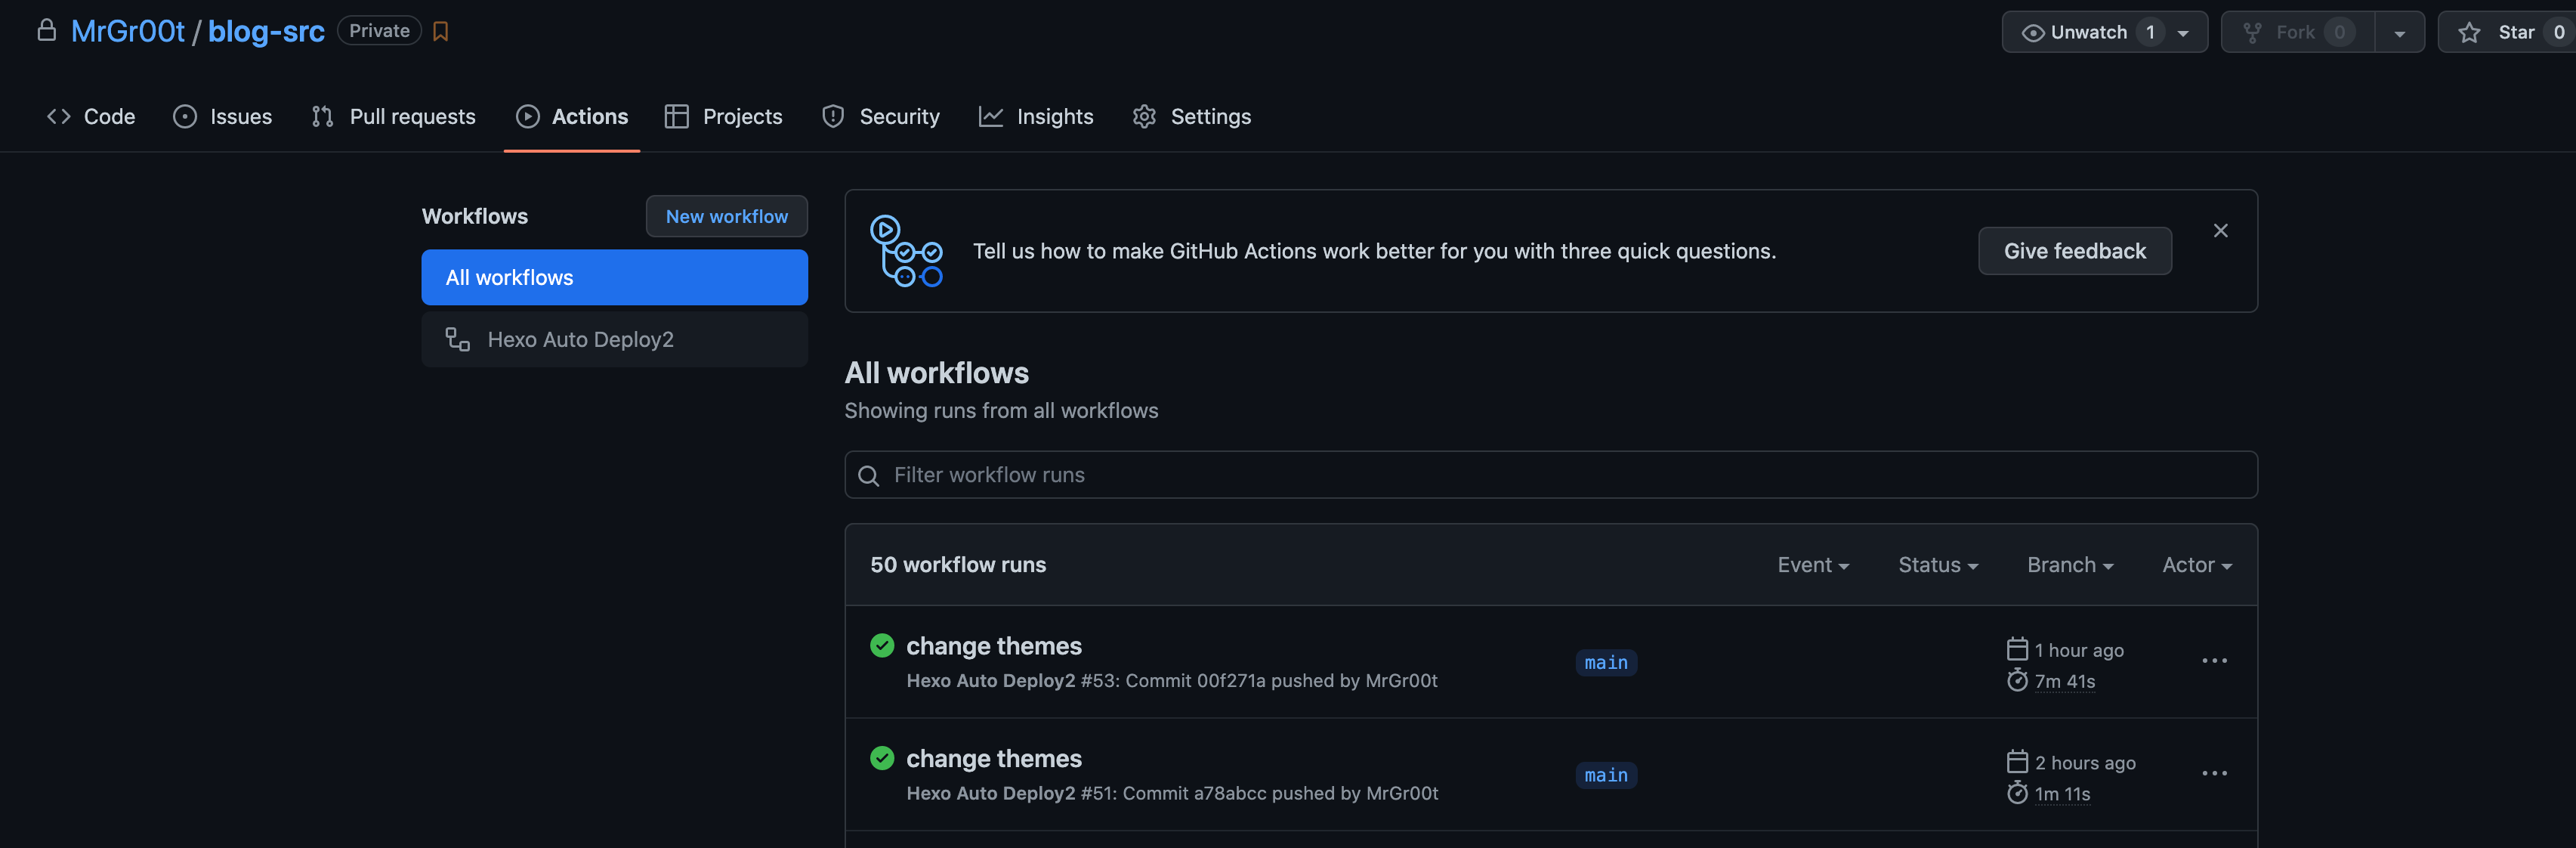 MrGr00t / blog-src Private Unwatch 1 Fork 0 Star 0
Code Issues Pull requests Actions Projects Security Insights Settings
Workflows New workflow
All workflows
Hexo Auto Deploy2
Tell us how to make GitHub Actions work better for you with three quick questions. Give feedback
All workflows
Showing runs from all workflows
Filter workflow runs
50 workflow runs Event Status Branch Actor
change themes
Hexo Auto Deploy2 #53: Commit 00f271a pushed by MrGr00t
main
1 hour ago
7m 41s
change themes
Hexo Auto Deploy2 #51: Commit a78abcc pushed by MrGr00t
main
2 hours ago
1m 11s